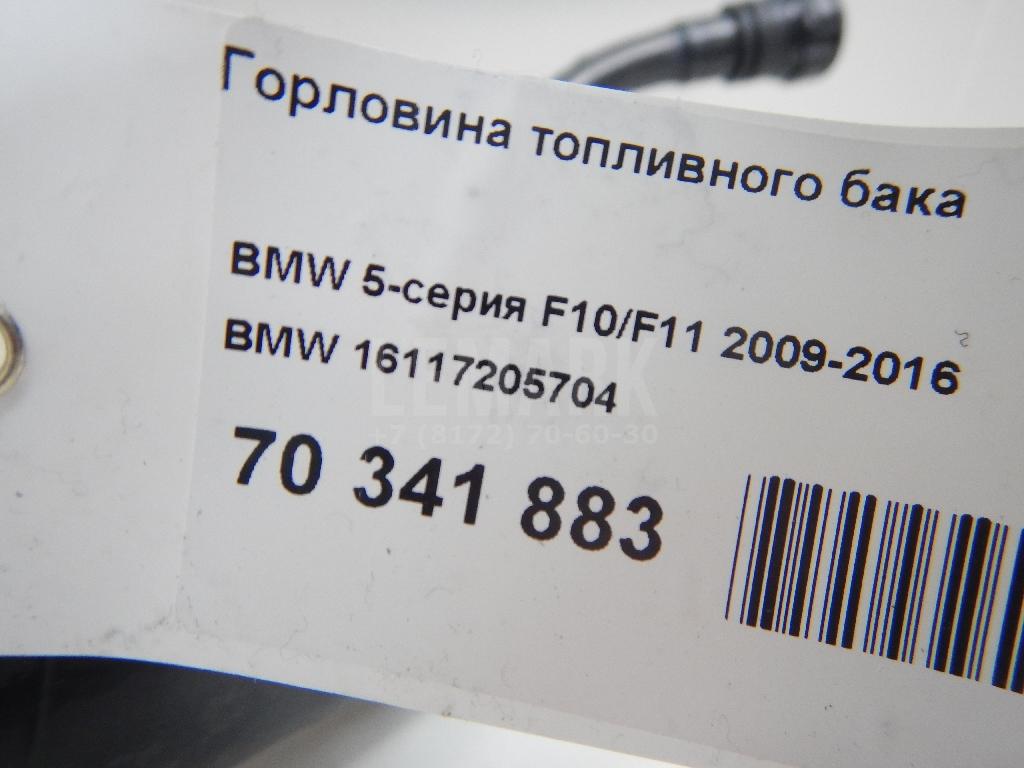 Горловина топливного бака
BMW 5-серия F10/F11 2009-2016
BMW 16117205704
LEMARK
+7 (8172) 70-60-30
70 341 883